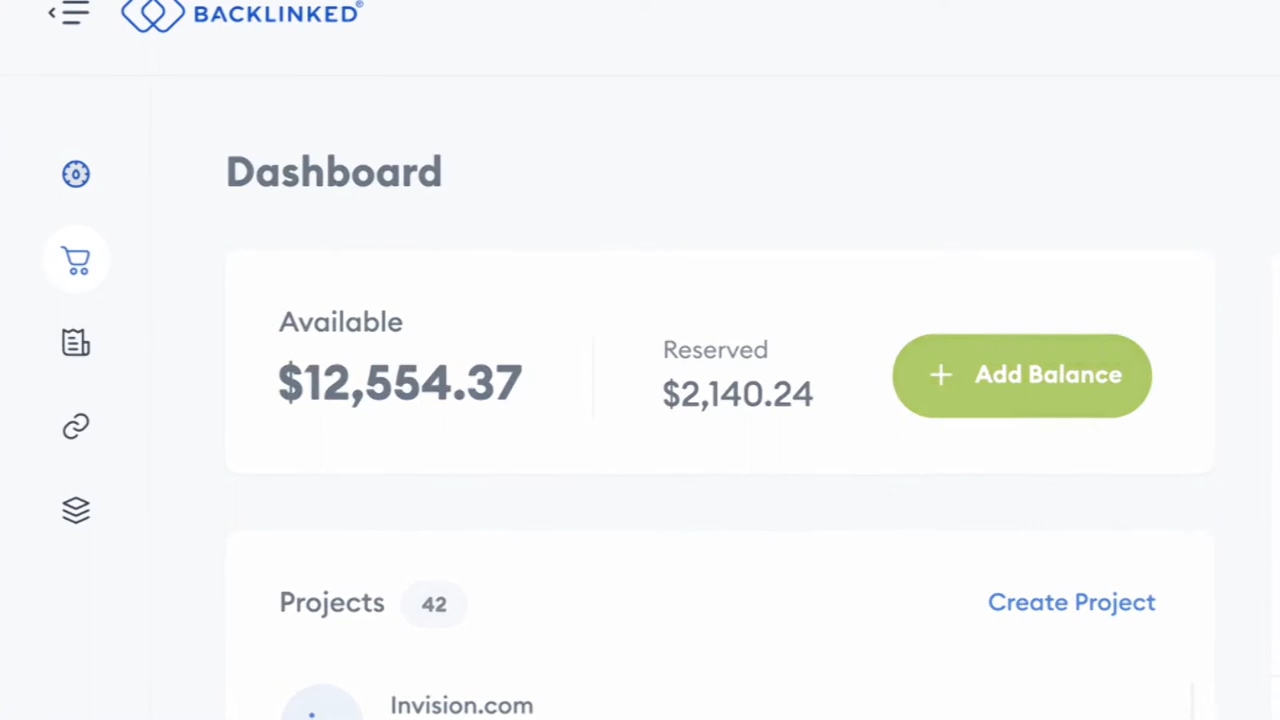 BACKLINKED®
Dashboard
Available
$12,554.37
Reserved
$2,140.24
+ Add Balance
Projects 42
Create Project
Invision.com